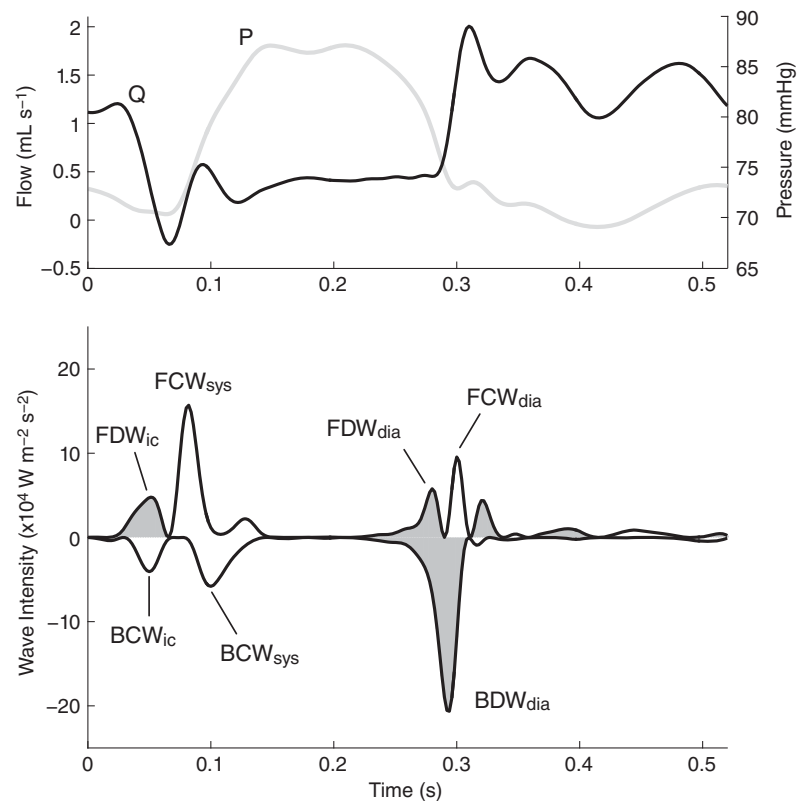 2
1.5
1
0.5
0
−0.5
Flow (mL s−1)
Q
P
90
85
80
75
70
65
Pressure (mmHg)
0 0.1 0.2 0.3 0.4 0.5
20
10
0
−10
−20
Wave Intensity (x10⁴ W m−2 s−2)
FCWsys
FDWic
FDWdia
FCWdia
BCWic
BCWsys
BDWdia
0 0.1 0.2 0.3 0.4 0.5
Time (s)